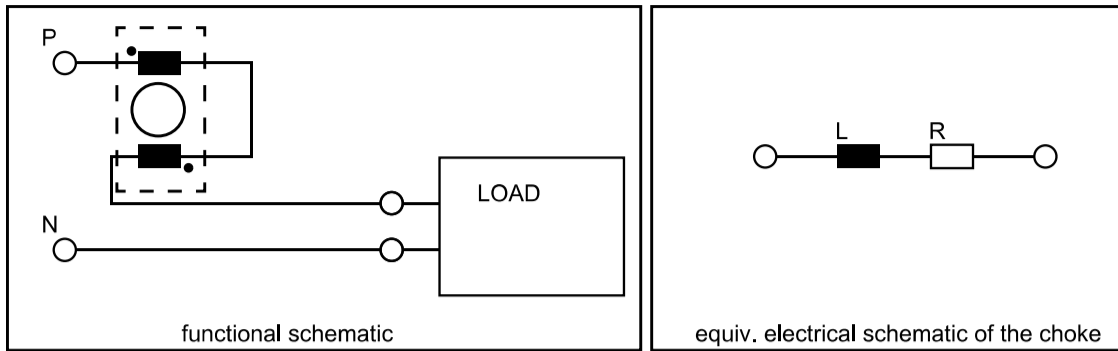 P
LOAD
N
functional schematic
L
R
equiv. electrical schematic of the choke